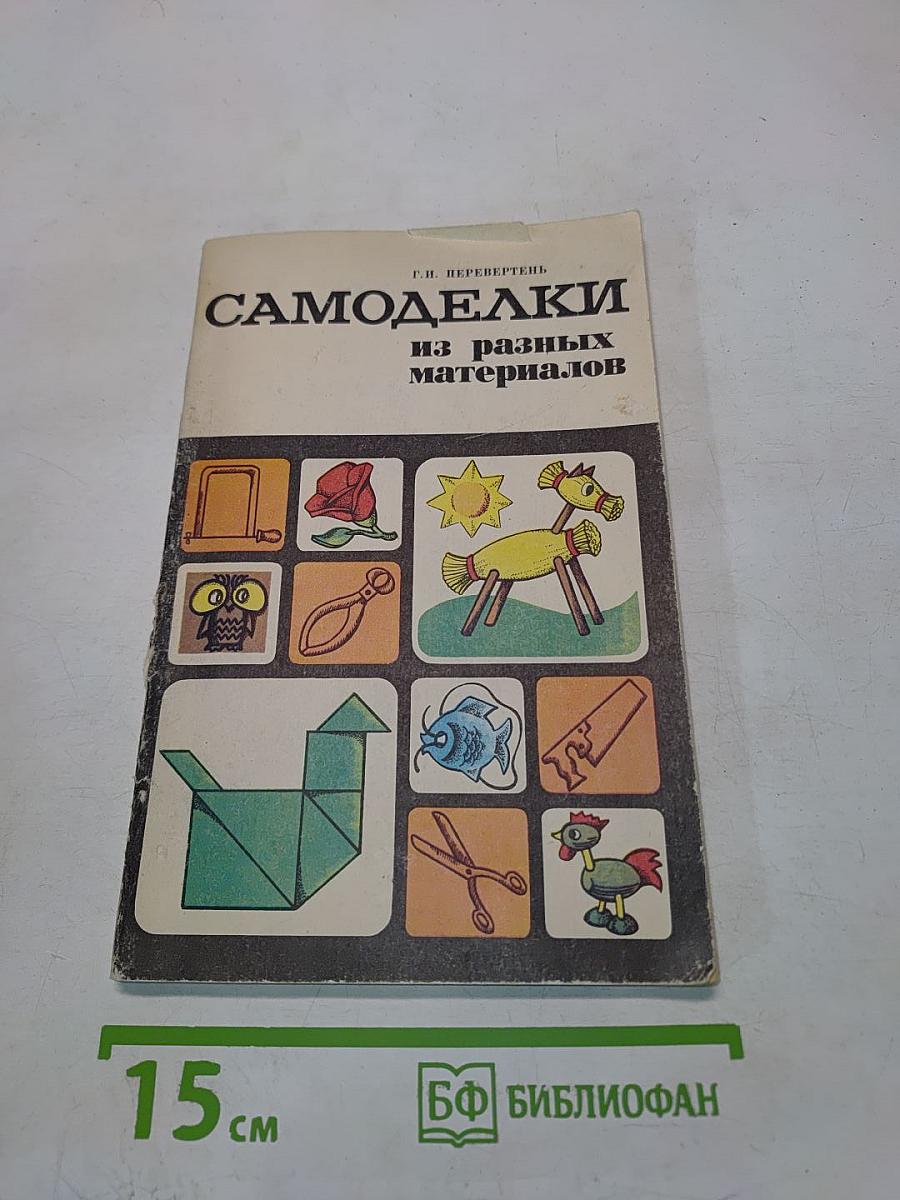 Г.И. ПЕРЕВЕРТЕНЬ
САМОДЕЛКИ
из разных
материалов
15 см
БФ БИБЛИОФАН